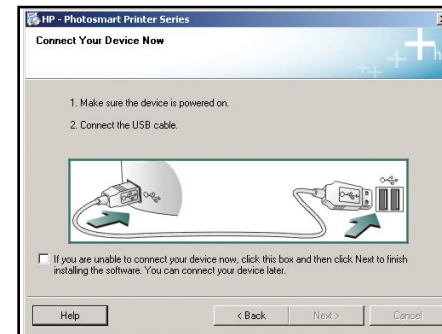 HP - Photosmart Printer Series
Connect Your Device Now
1. Make sure the device is powered on.
2. Connect the USB cable.
If you are unable to connect your device now, click this box and then click Next to finish
installing the software. You can connect your device later.
Help
< Back
Next >
Cancel